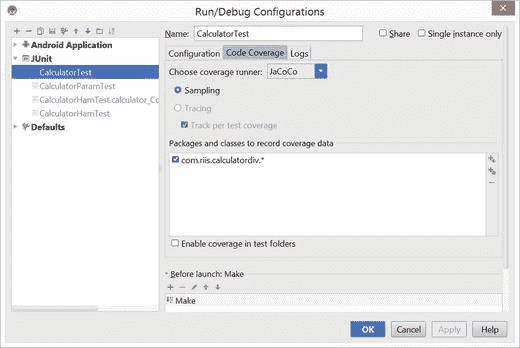 Run/Debug Configurations
Name: CalculatorTest
Share
Single instance only
Android Application
JUnit
CalculatorTest
CalculatorParamTest
CalculatorHamTest.calculator_Co
CalculatorHamTest
Defaults
Configuration Code Coverage Logs
Choose coverage runner: JaCoCo
Sampling
Tracing
Track per test coverage
Packages and classes to record coverage data
com.riis.calculatordiv.*
Enable coverage in test folders
Before launch: Make
Make
OK Cancel Apply Help